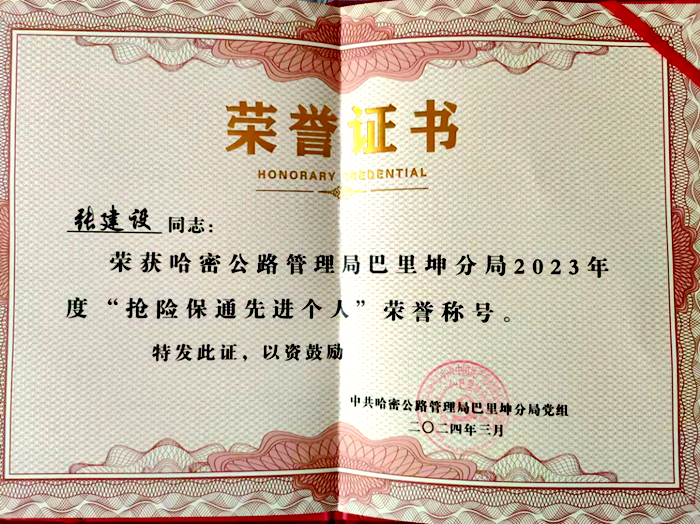 荣誉证书
HONORARY CREDENTIAL
张建设 同志：
荣获哈密公路管理局巴里坤分局2023年
度“抢险保通先进个人”荣誉称号。
特发此证，以资鼓励
中共哈密公路管理局巴里坤分局党组
二〇二四年三月